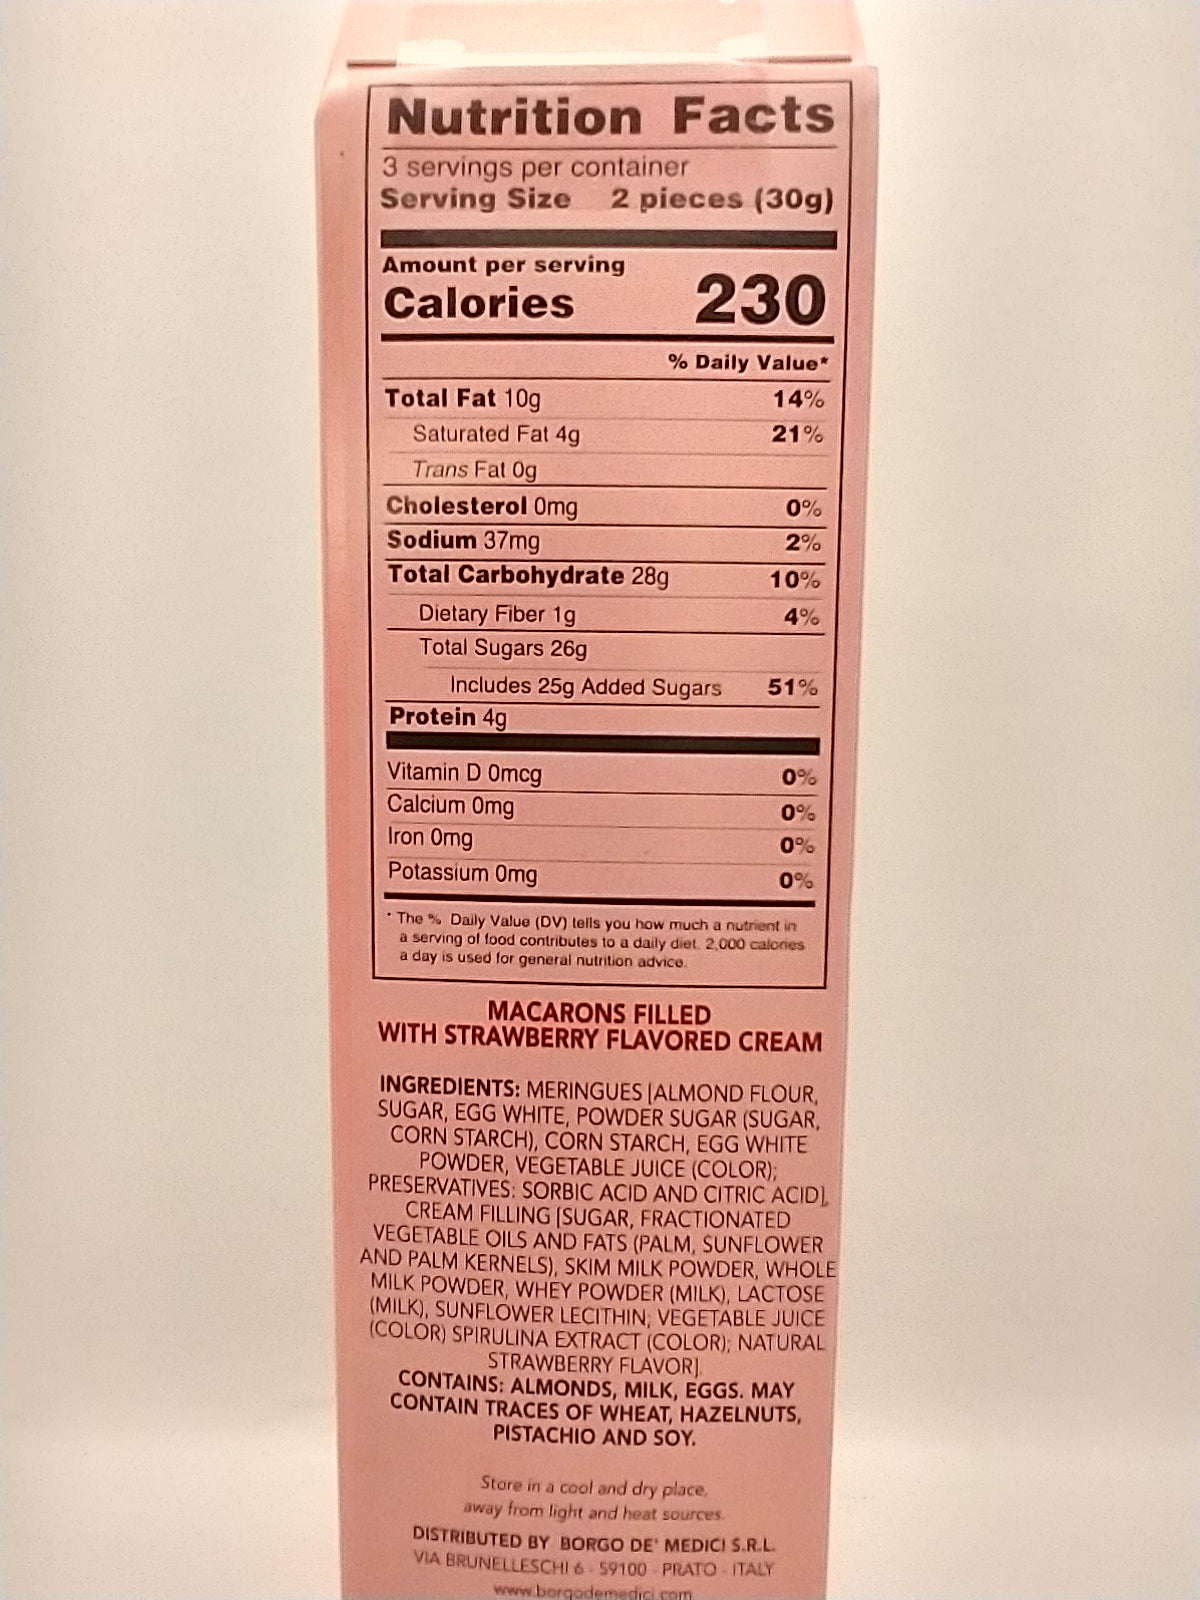 Nutrition Facts
3 servings per container
Serving Size 2 pieces (30g)
Amount per serving
Calories 230
% Daily Value*
Total Fat 10g 14%
Saturated Fat 4g 21%
Trans Fat 0g
Cholesterol 0mg 0%
Sodium 37mg 2%
Total Carbohydrate 28g 10%
Dietary Fiber 1g 4%
Total Sugars 26g
Includes 25g Added Sugars 51%
Protein 4g
Vitamin D 0mcg 0%
Calcium 0mg 0%
Iron 0mg 0%
Potassium 0mg 0%
* The % Daily Value (DV) tells you how much a nutrient in
a serving of food contributes to a daily diet. 2,000 calories
a day is used for general nutrition advice.
MACARONS FILLED
WITH STRAWBERRY FLAVORED CREAM
INGREDIENTS: MERINGUES [ALMOND FLOUR,
SUGAR, EGG WHITE, POWDER SUGAR (SUGAR,
CORN STARCH), CORN STARCH, EGG WHITE
POWDER, VEGETABLE JUICE (COLOR);
PRESERVATIVES: SORBIC ACID AND CITRIC ACID],
CREAM FILLING [SUGAR, FRACTIONATED
VEGETABLE OILS AND FATS (PALM, SUNFLOWER
AND PALM KERNELS), SKIM MILK POWDER, WHOLE
MILK POWDER, WHEY POWDER (MILK), LACTOSE
(MILK), SUNFLOWER LECITHIN; VEGETABLE JUICE
(COLOR) SPIRULINA EXTRACT (COLOR); NATURAL
STRAWBERRY FLAVOR].
CONTAINS: ALMONDS, MILK, EGGS. MAY
CONTAIN TRACES OF WHEAT, HAZELNUTS,
PISTACHIO AND SOY.
Store in a cool and dry place,
away from light and heat sources.
DISTRIBUTED BY BORGO DE' MEDICI S.R.L.
VIA BRUNELLESCHI 6 - 59100 - PRATO - ITALY
www.borgodemedici.com